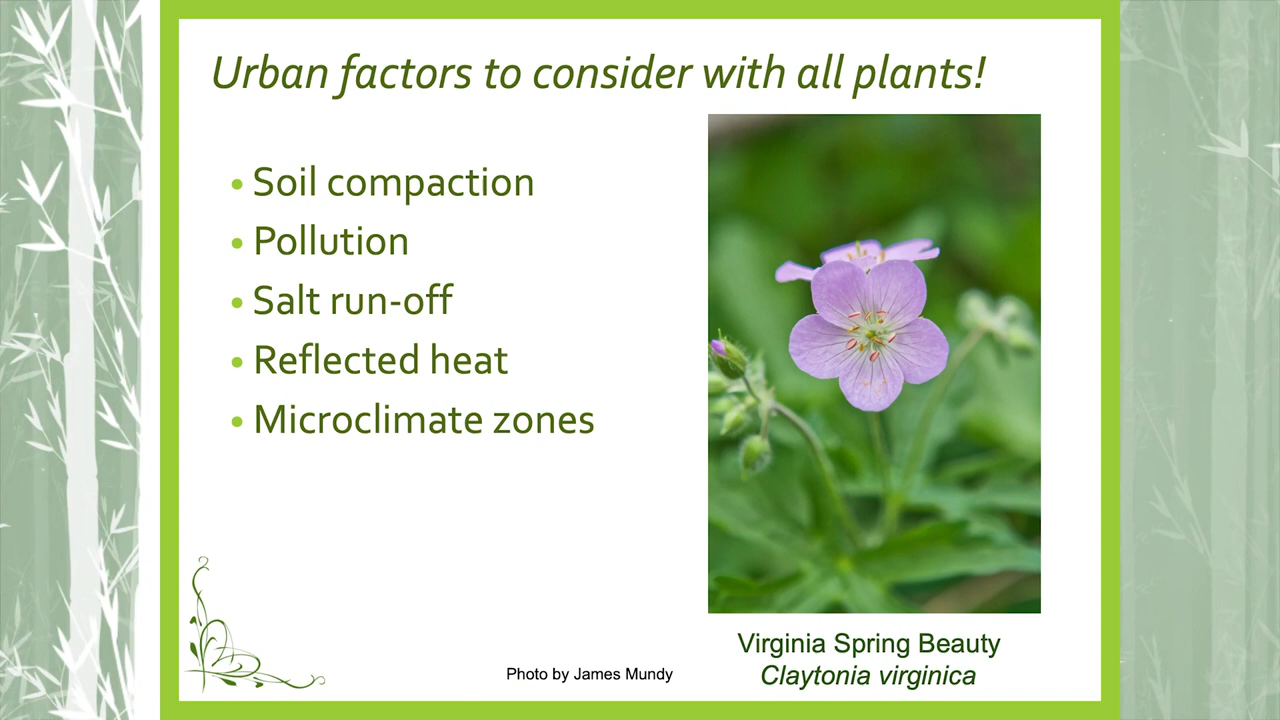 Urban factors to consider with all plants!
• Soil compaction
• Pollution
• Salt run-off
• Reflected heat
• Microclimate zones
Photo by James Mundy
Virginia Spring Beauty
Claytonia virginica